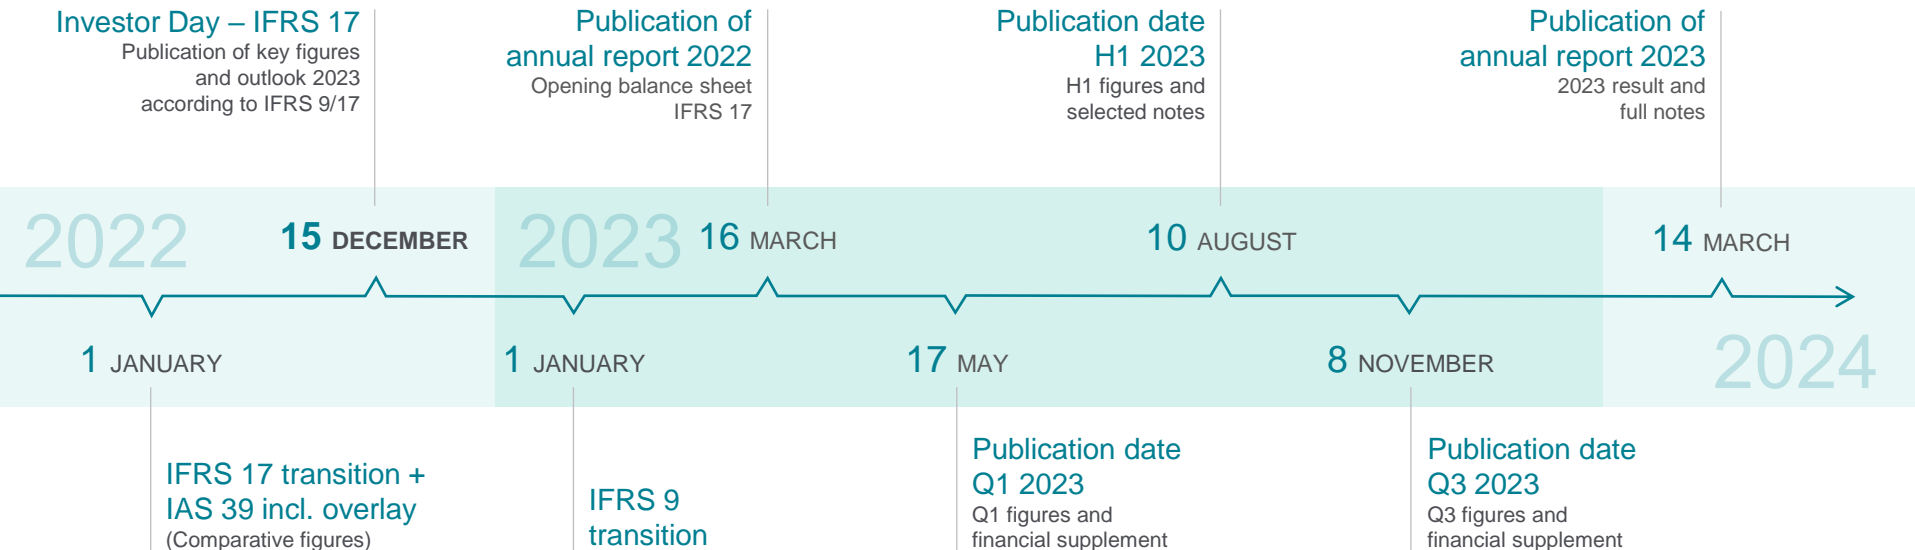 Investor Day – IFRS 17
Publication of key figures
and outlook 2023
according to IFRS 9/17
Publication of
annual report 2022
Opening balance sheet
IFRS 17
Publication date
H1 2023
H1 figures and
selected notes
Publication of
annual report 2023
2023 result and
full notes
2022
15 DECEMBER
2023
16 MARCH
10 AUGUST
14 MARCH
1 JANUARY
1 JANUARY
17 MAY
8 NOVEMBER
2024
IFRS 17 transition +
IAS 39 incl. overlay
(Comparative figures)
IFRS 9
transition
Publication date
Q1 2023
Q1 figures and
financial supplement
Publication date
Q3 2023
Q3 figures and
financial supplement